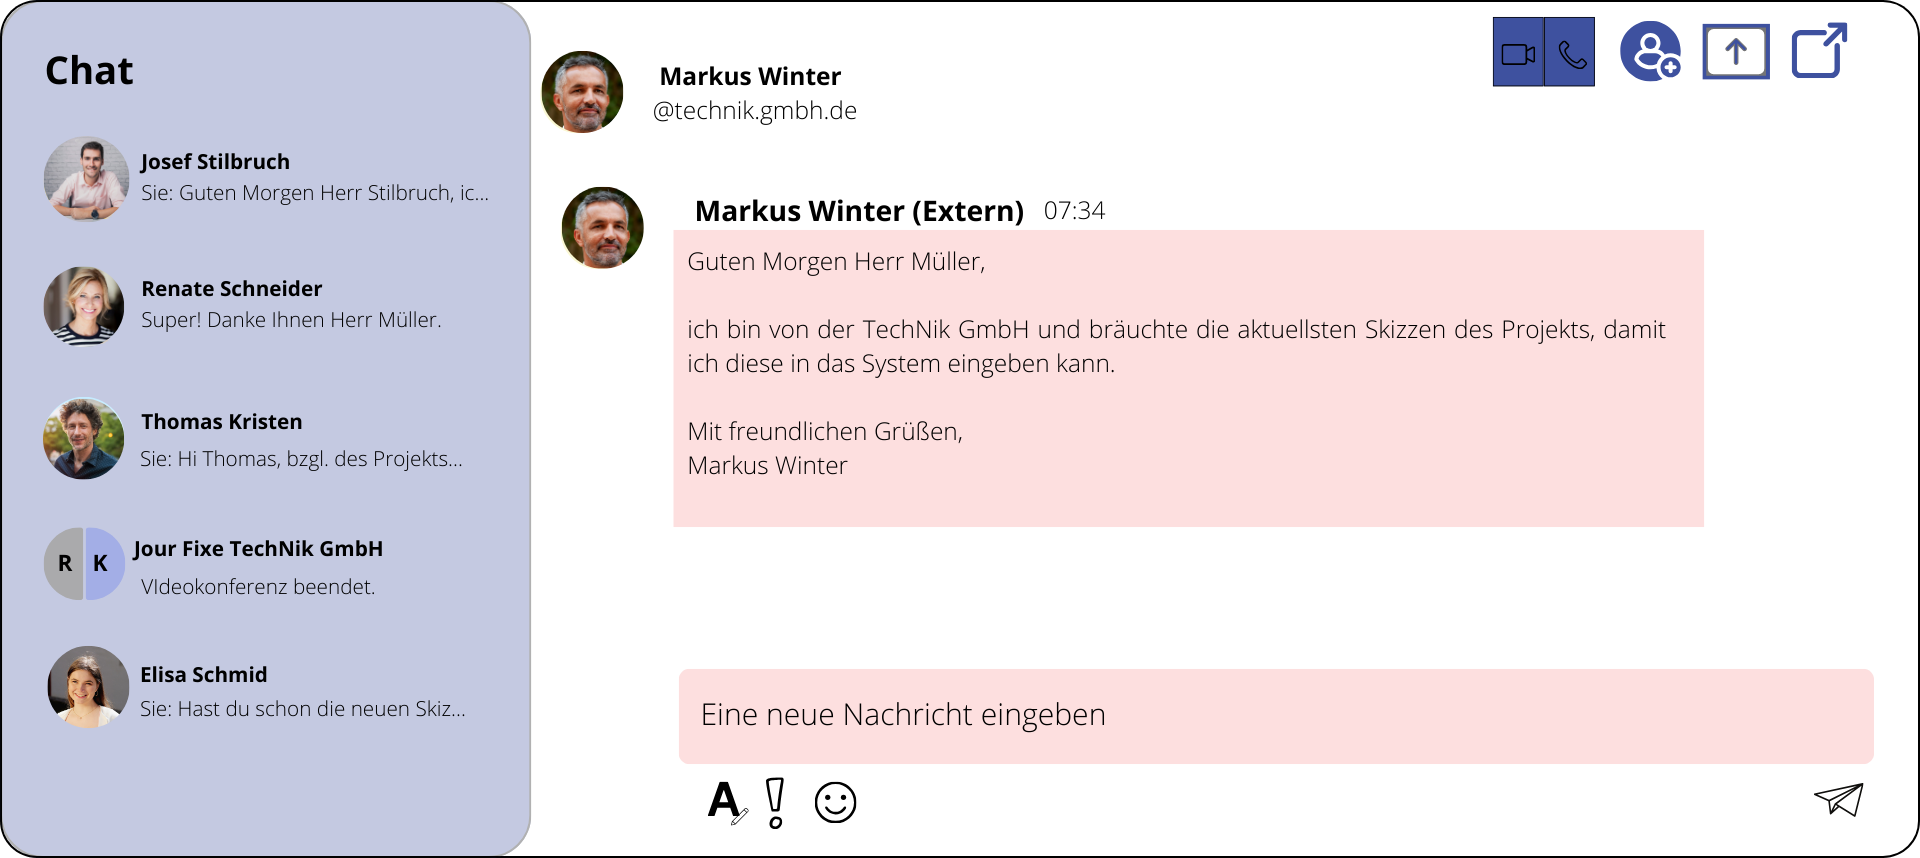 Chat
Josef Stilbruch
Sie: Guten Morgen Herr Stilbruch, ic...
Renate Schneider
Super! Danke Ihnen Herr Müller.
Thomas Kristen
Sie: Hi Thomas, bzgl. des Projekts...
R K
Jour Fixe TechNik GmbH
VIdeokonferenz beendet.
Elisa Schmid
Sie: Hast du schon die neuen Skiz...
Markus Winter
@technik.gmbh.de
Markus Winter (Extern) 07:34
Guten Morgen Herr Müller,
ich bin von der TechNik GmbH und bräuchte die aktuellsten Skizzen des Projekts, damit
ich diese in das System eingeben kann.
Mit freundlichen Grüßen,
Markus Winter
Eine neue Nachricht eingeben
A